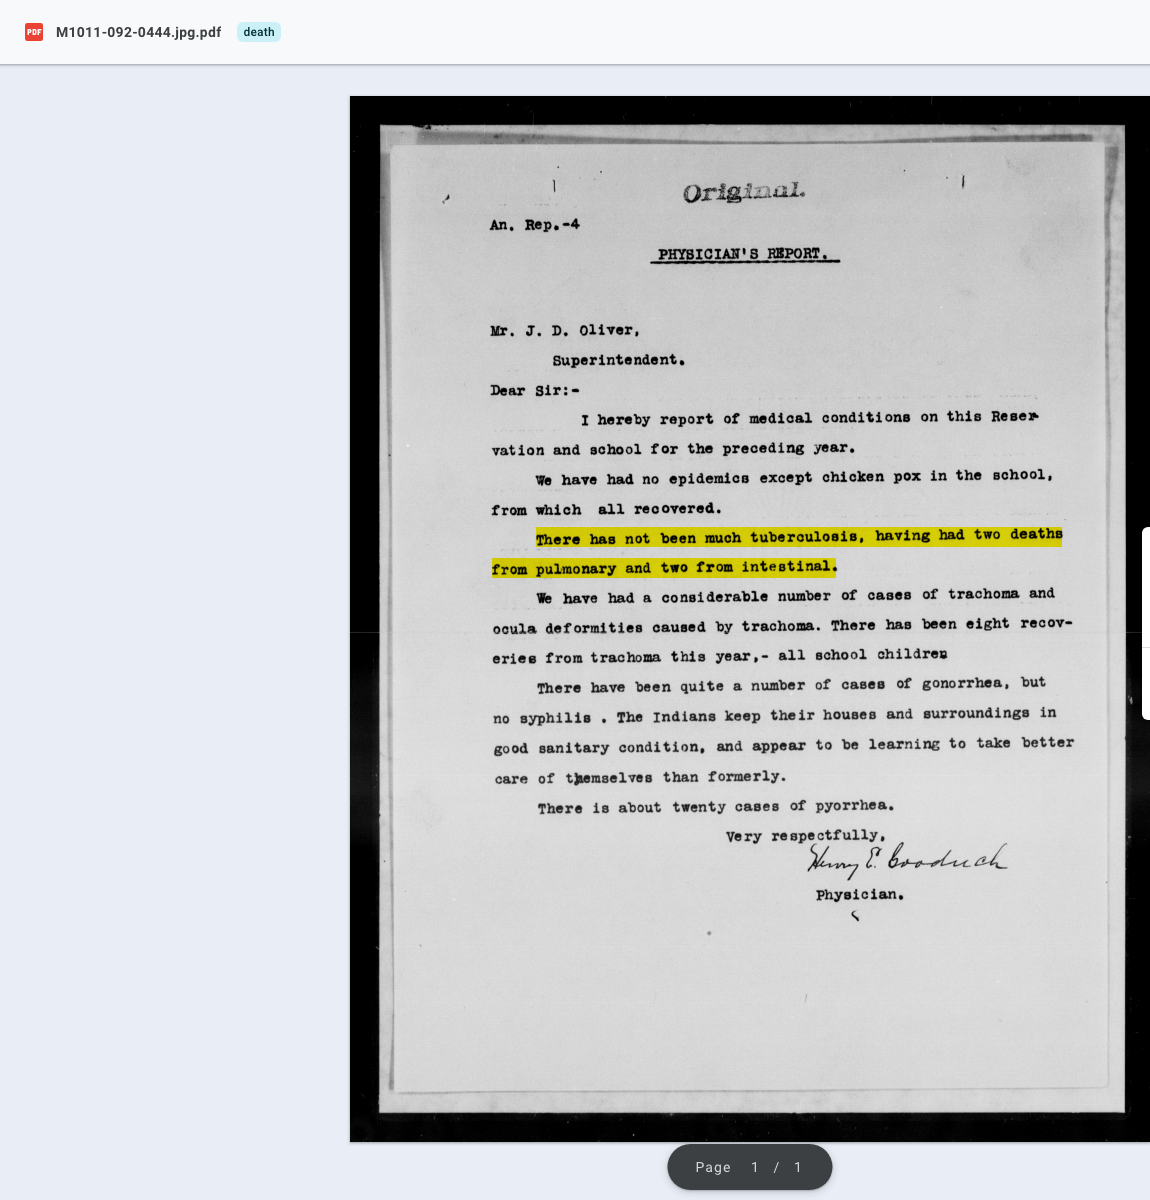 PDF M1011-092-0444.jpg.pdf death
Original.
An. Rep.-4
PHYSICIAN'S REPORT.
Mr. J. D. Oliver,
Superintendent.
Dear Sir:-
I hereby report of medical conditions on this Reser-
vation and school for the preceding year.
We have had no epidemics except chicken pox in the school,
from which all recovered.
There has not been much tuberculosis, having had two deaths
from pulmonary and two from intestinal.
We have had a considerable number of cases of trachoma and
ocula deformities caused by trachoma. There has been eight recov-
eries from trachoma this year,- all school children
There have been quite a number of cases of gonorrhea, but
no syphilis . The Indians keep their houses and surroundings in
good sanitary condition, and appear to be learning to take better
care of themselves than formerly.
There is about twenty cases of pyorrhea.
Very respectfully,
Henry E. Goodrich
Physician.
Page 1 / 1